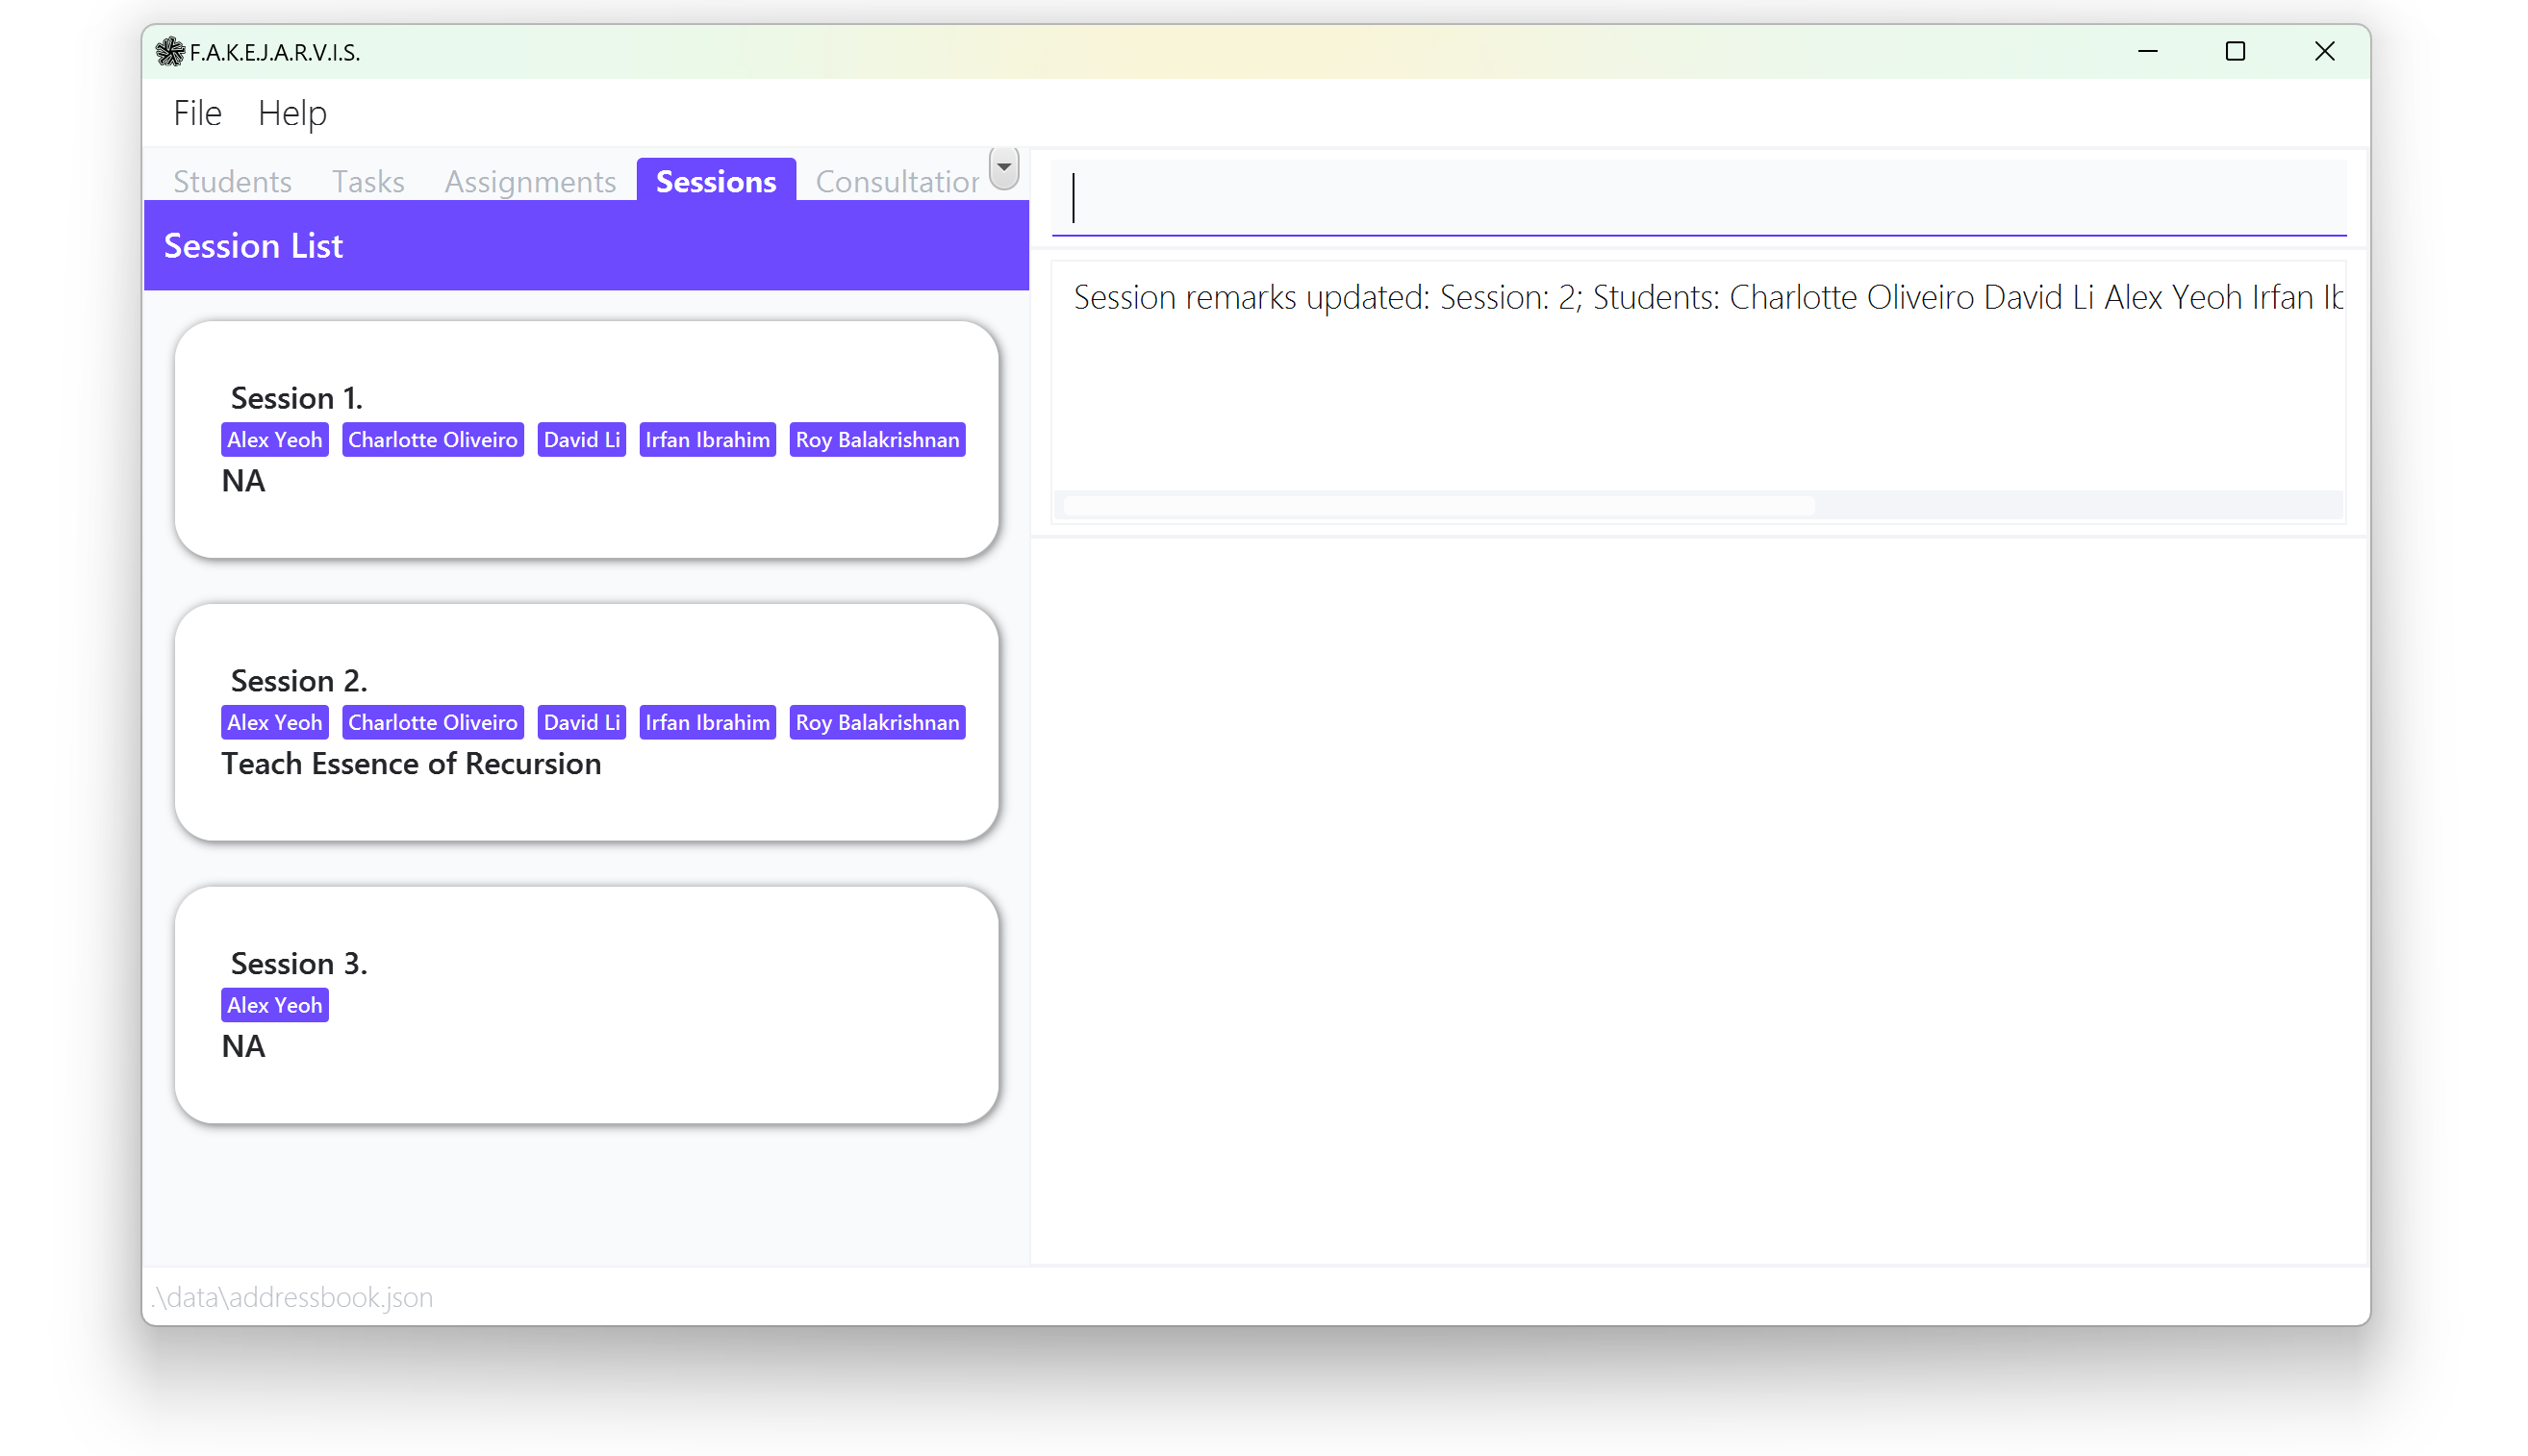 F.A.K.E.J.A.R.V.I.S.
File Help
Students Tasks Assignments Sessions Consultation
Session List
Session 1.
Alex Yeoh Charlotte Oliveiro David Li Irfan Ibrahim Roy Balakrishnan
NA
Session 2.
Alex Yeoh Charlotte Oliveiro David Li Irfan Ibrahim Roy Balakrishnan
Teach Essence of Recursion
Session 3.
Alex Yeoh
NA
Session remarks updated: Session: 2; Students: Charlotte Oliveiro David Li Alex Yeoh Irfan Ib
.\data\addressbook.json